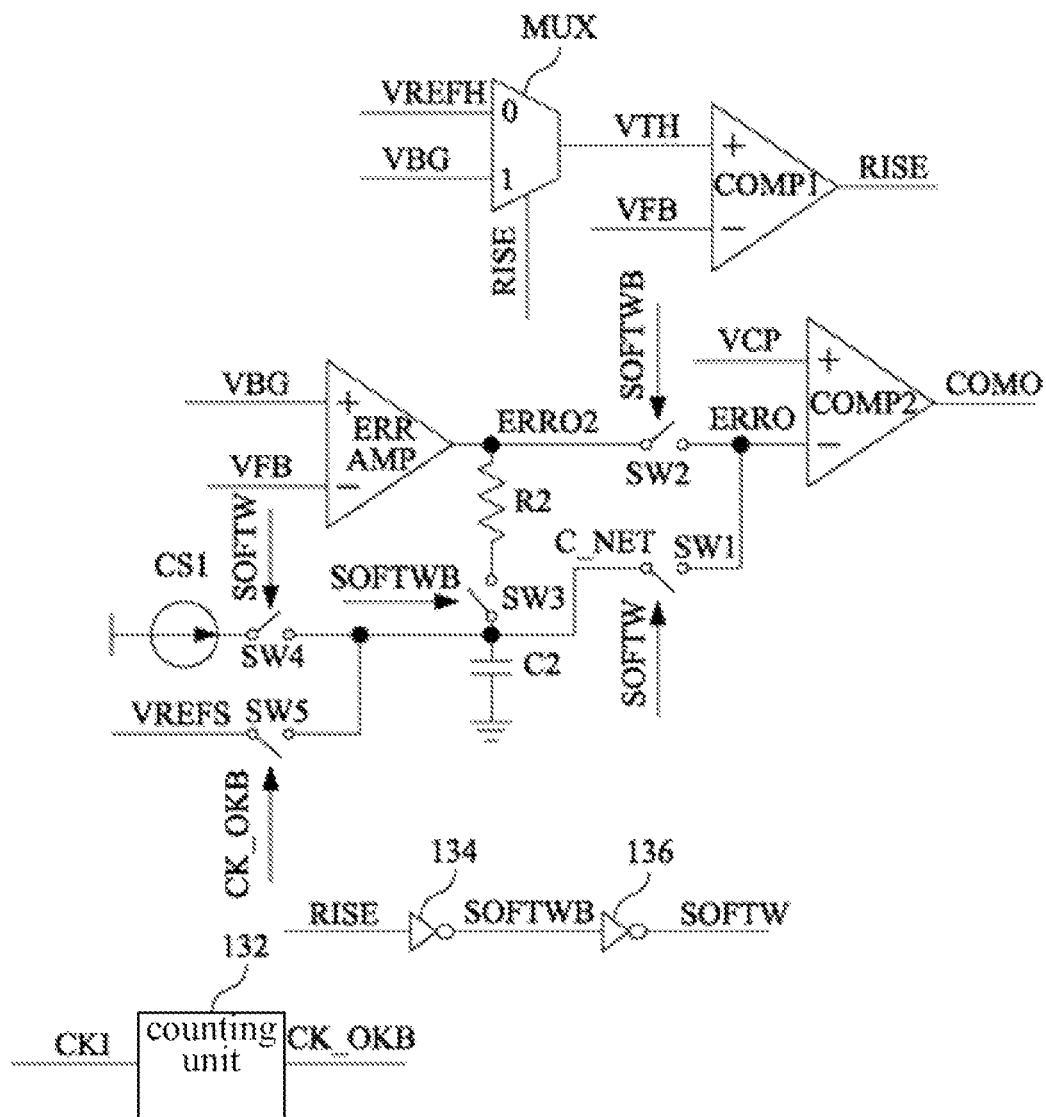 MUX
VREFH
0
VBG
1
RISE
VTH
+
COMP1
RISE
VFB
−
SOFTWB
VCP
+
COMP2
COMO
VBG
+
ERR
AMP
ERRO2
ERRO
−
VFB
−
SW2
R2
SOFTW
C_NET
SW1
CS1
SOFTWB
SW3
SW4
C2
SOFTW
VREFS
SW5
CK_OKB
134
136
RISE
SOFTWB
SOFTW
132
CK1
counting
unit
CK_OKB